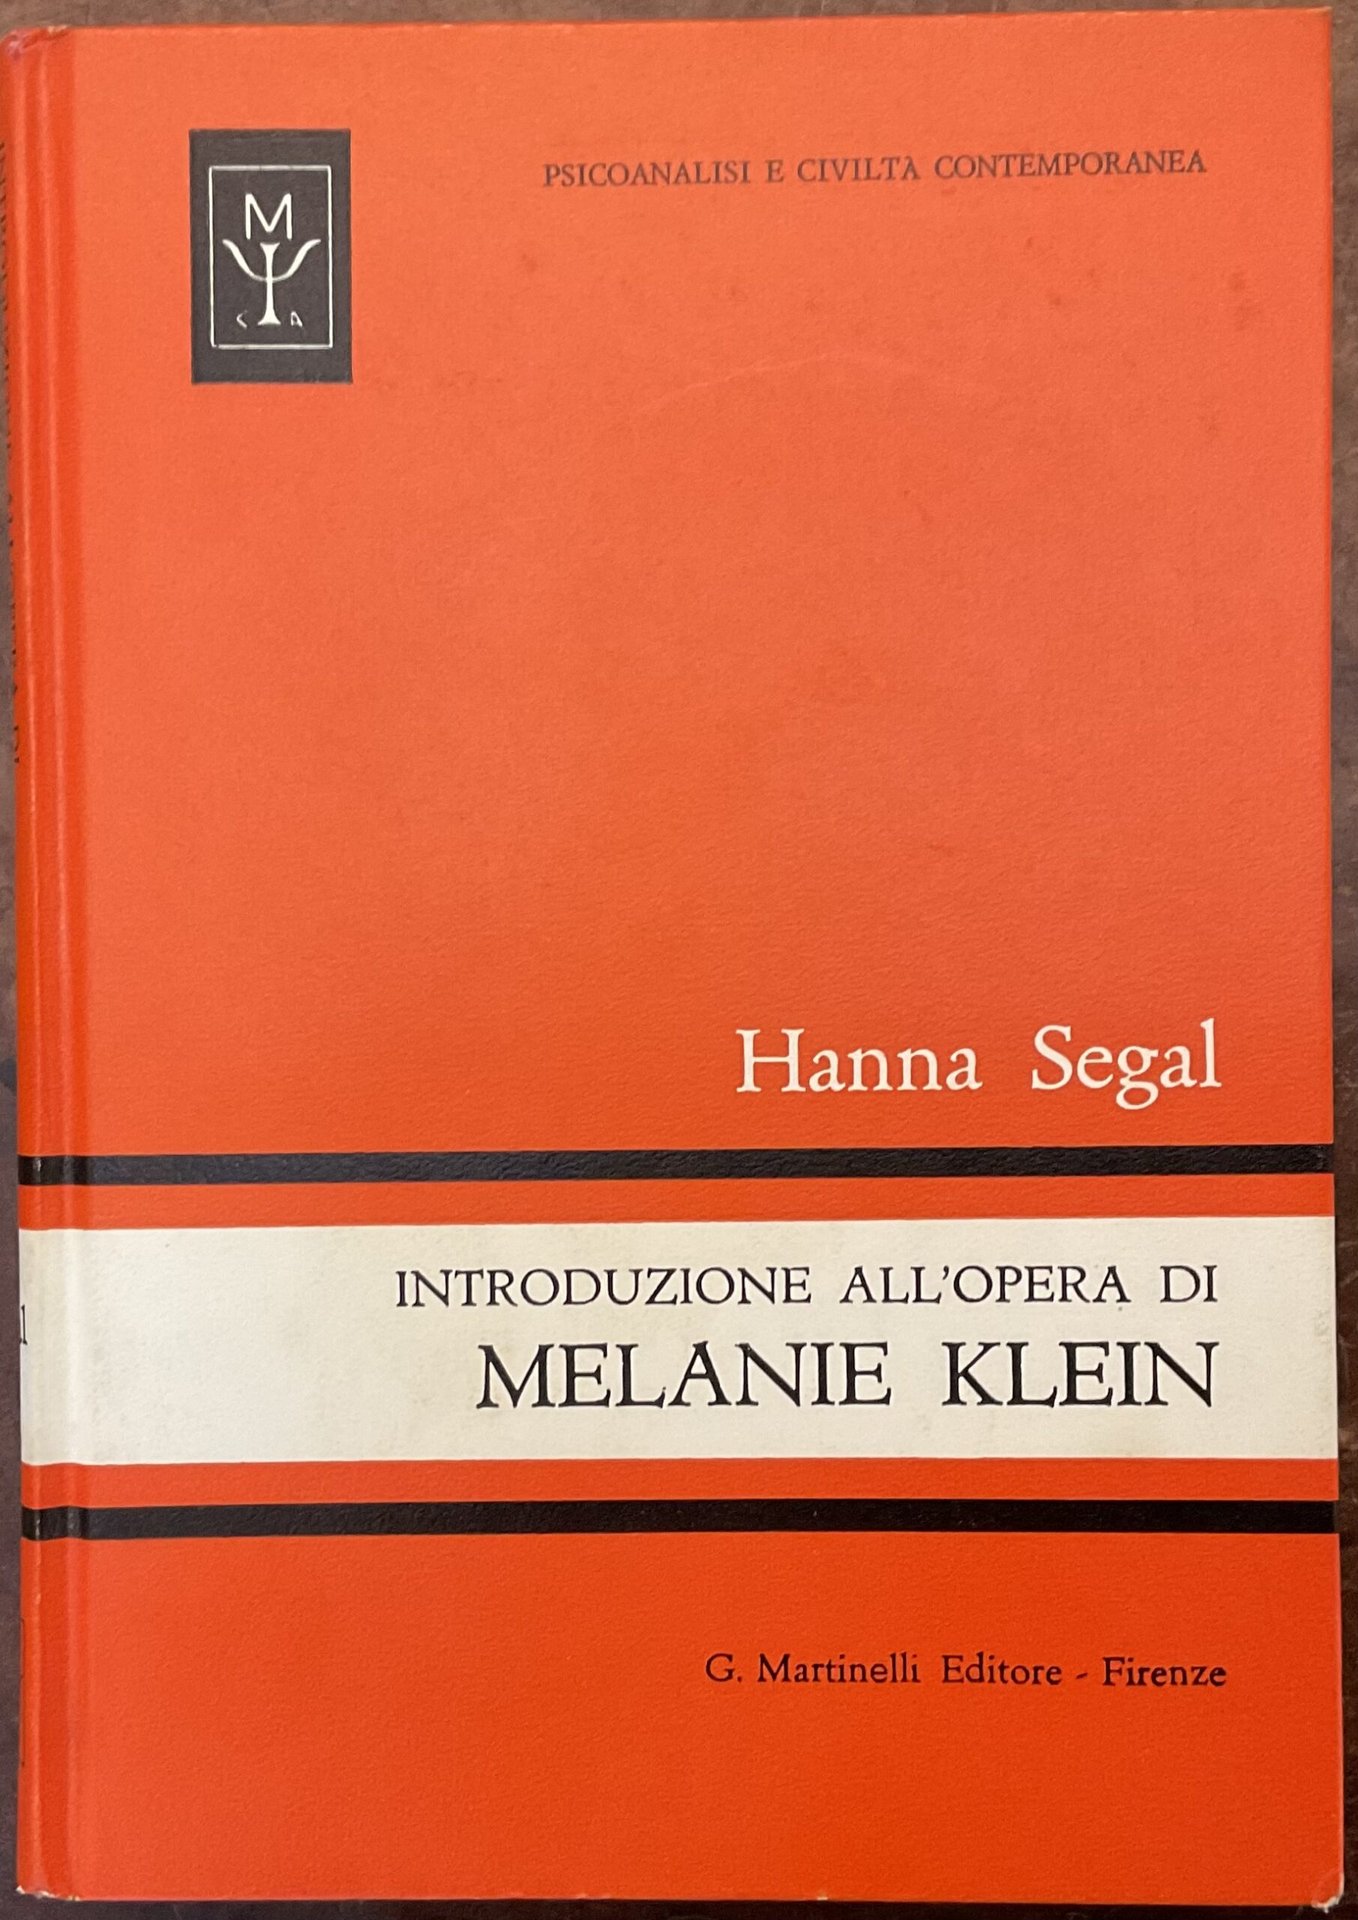 PSICOANALISI E CIVILTÀ CONTEMPORANEA
M
Ψ
C A
Hanna Segal
INTRODUZIONE ALL'OPERA DI
MELANIE KLEIN
G. Martinelli Editore - Firenze